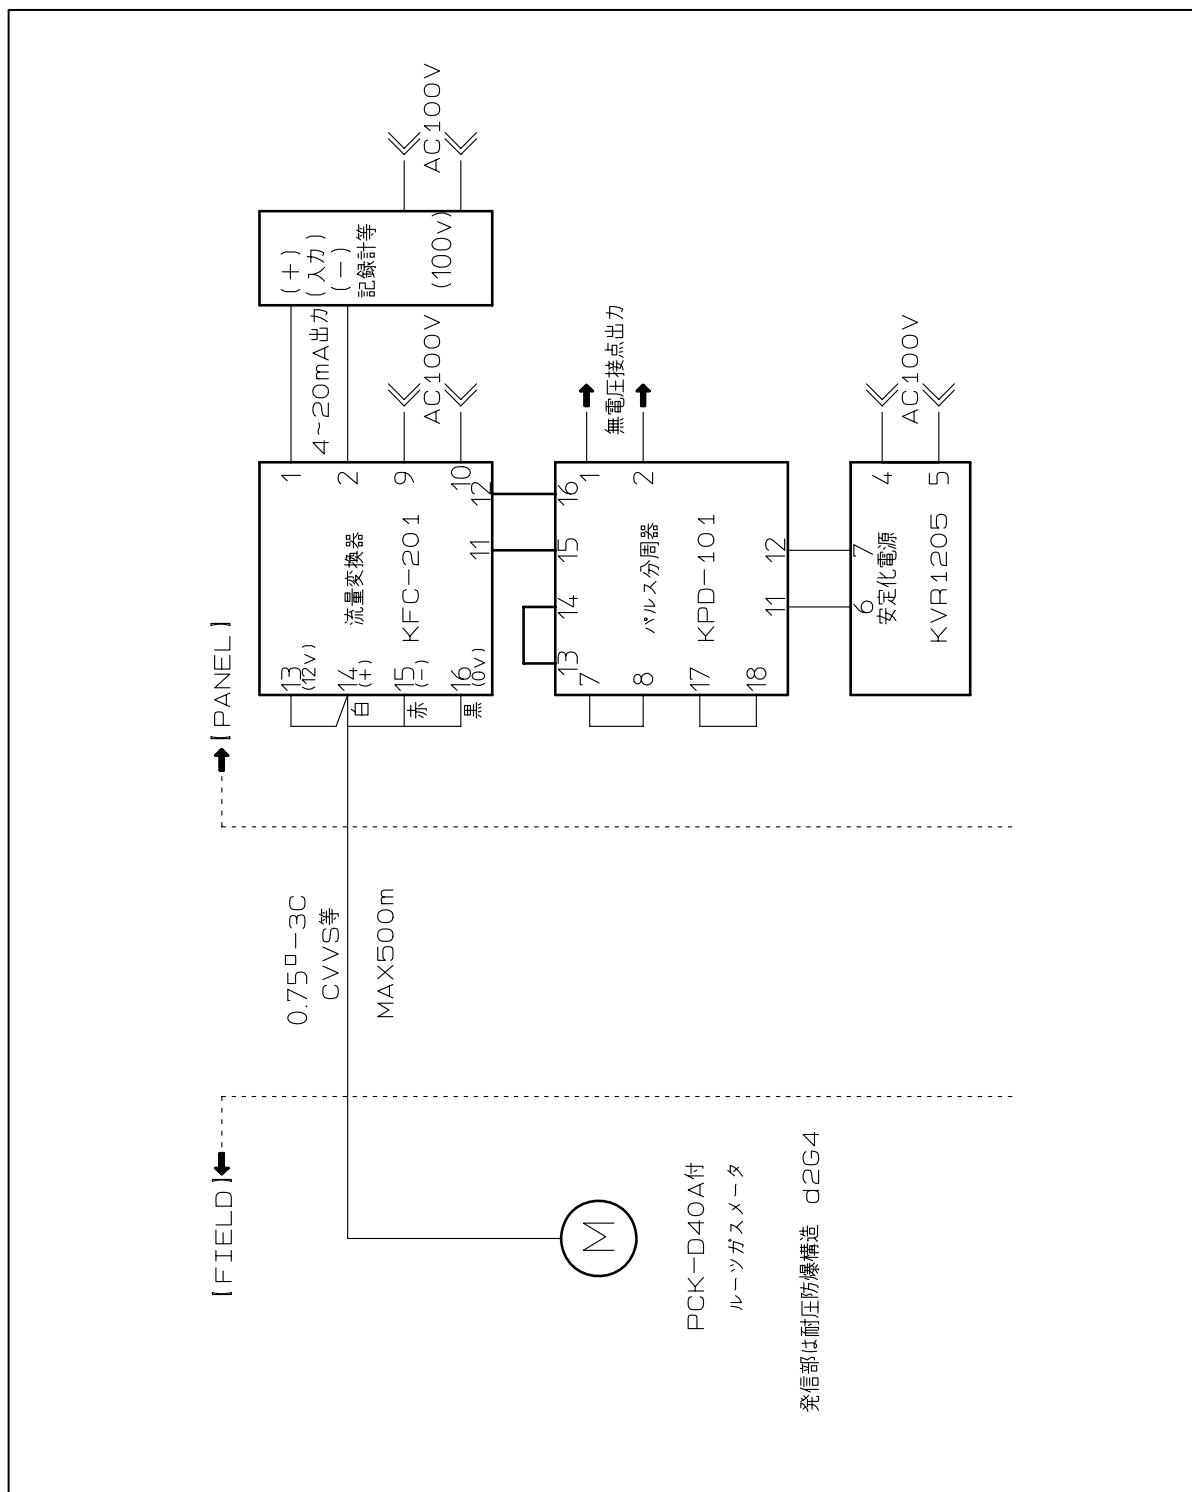 【FIELD】
【PANEL】
0.75□-3C
CVVS等
MAX500m
M
PCK-D40A付
ルーツガスメータ
発信部は耐圧防爆構造 d2G4
13
(12V)
14
(+)
15
(-)
16
(0V)
白
赤
黒
流量変換器
KFC-201
1
2
9
10
11
12
4~20mA出力
AC100V
(+)
(入力)
(-)
記録計等
(100V)
AC100V
7
8
17
18
13
14
15
16
パルス分周器
KPD-101
1
2
11
12
無電圧接点出力
6
7
安定化電源
KVR1205
4
5
AC100V